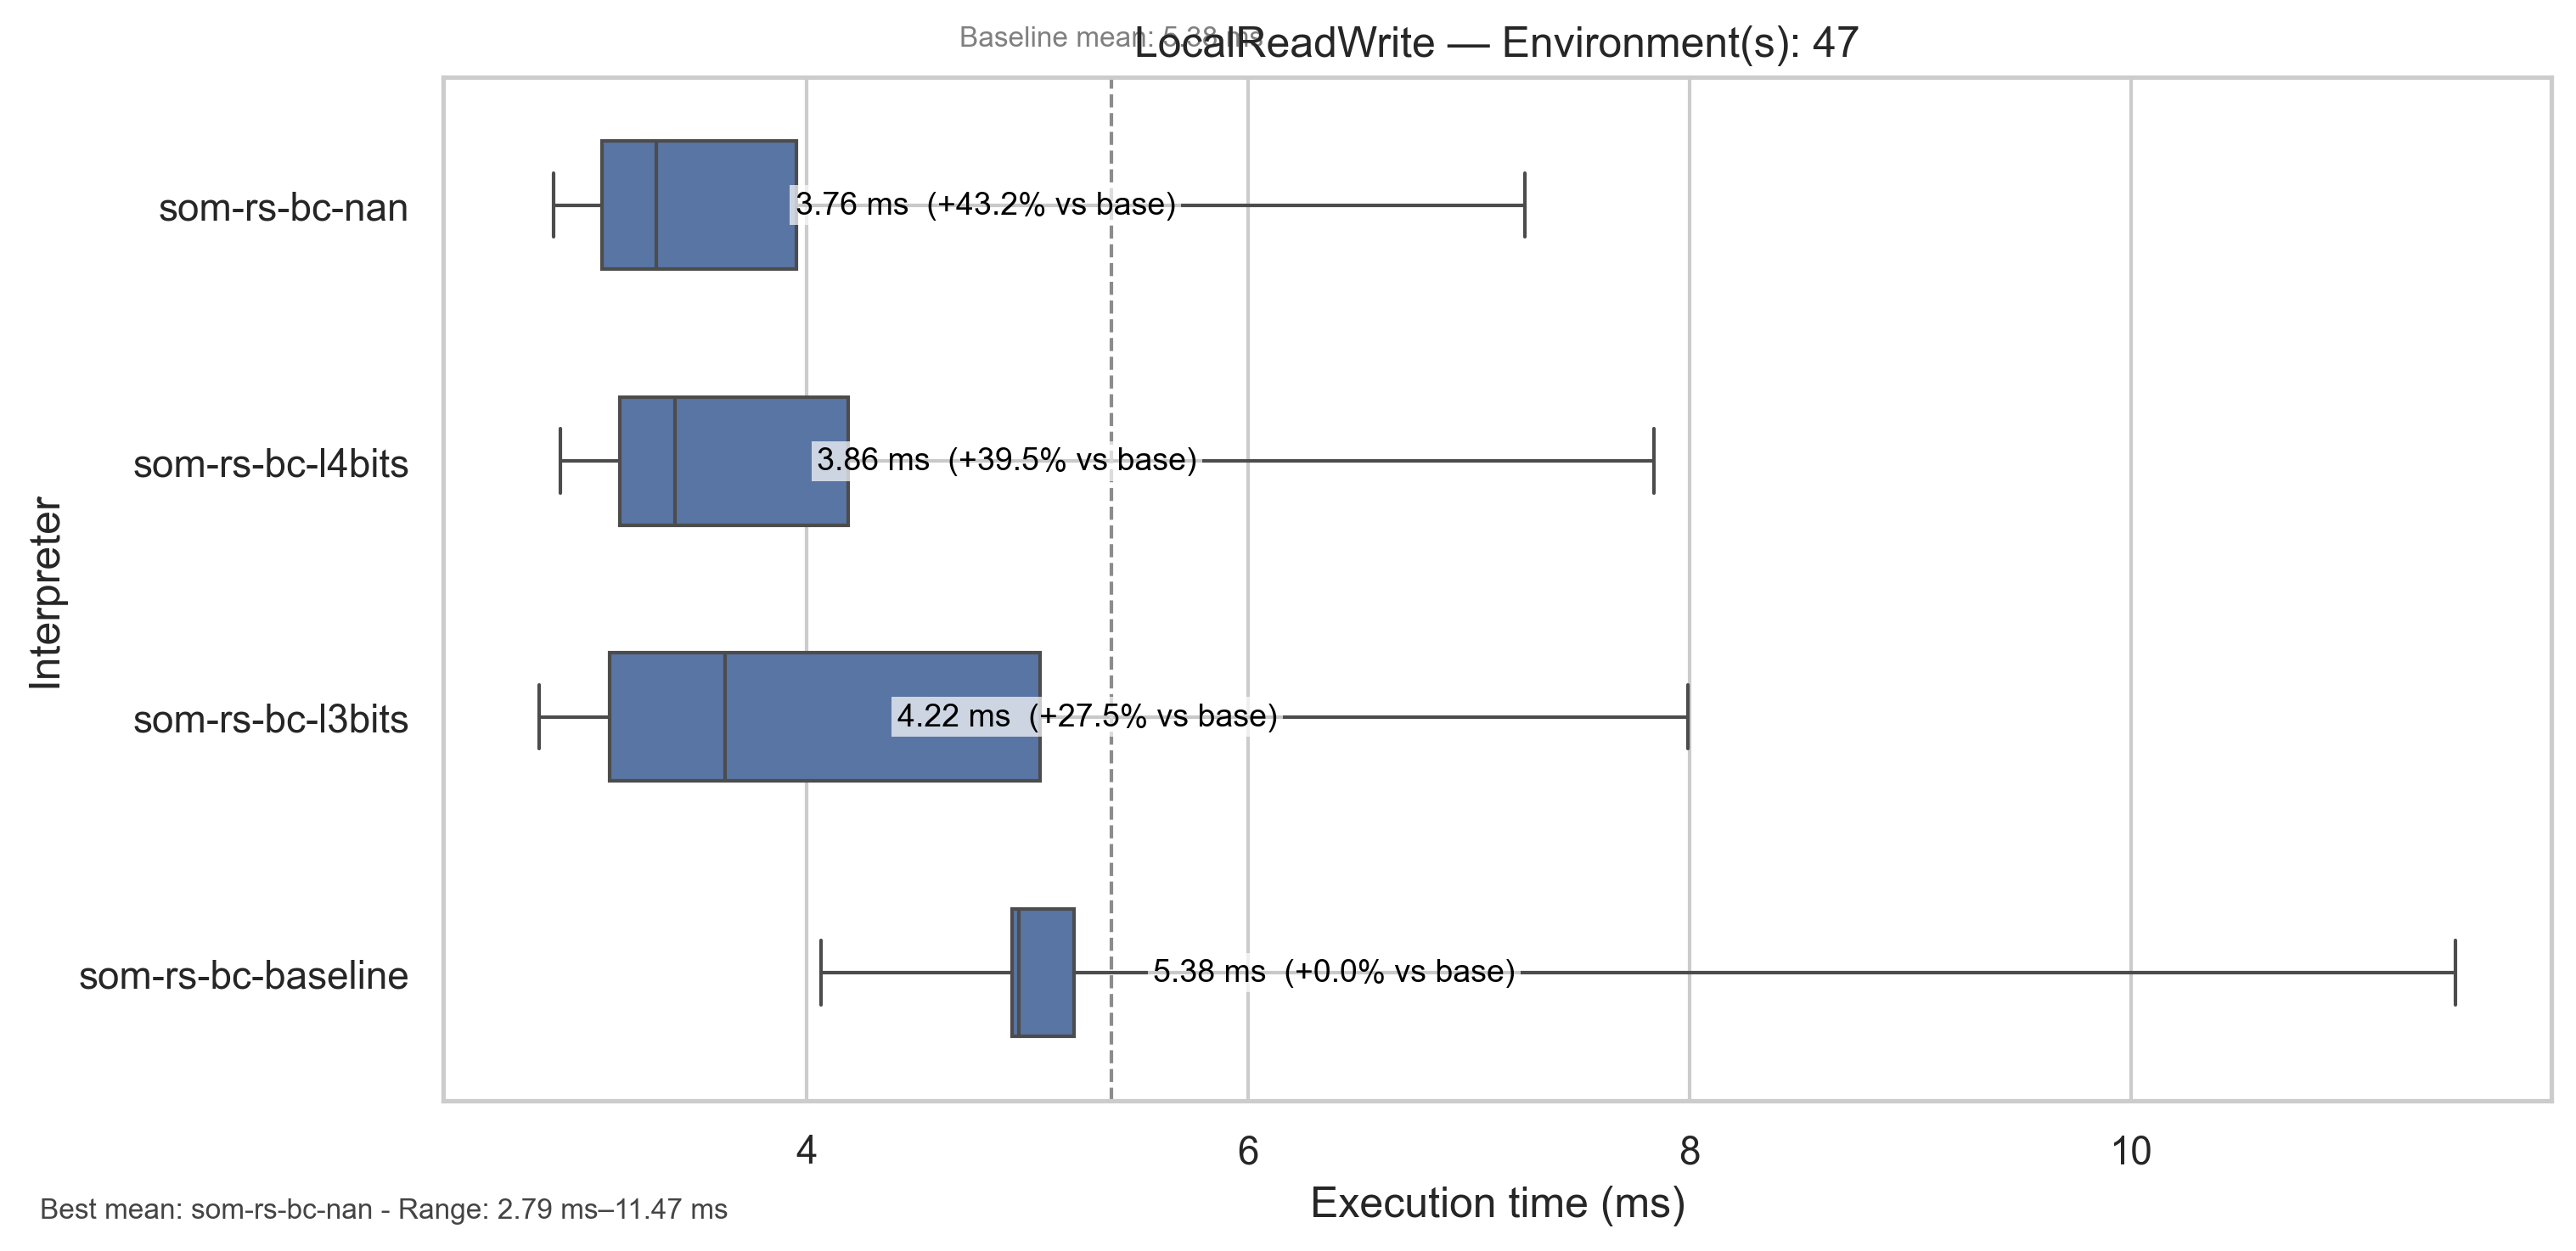 Baseline mean: 5.38 ms
LocalReadWrite — Environment(s): 47
som-rs-bc-nan
3.76 ms (+43.2% vs base)
som-rs-bc-l4bits
3.86 ms (+39.5% vs base)
som-rs-bc-l3bits
4.22 ms (+27.5% vs base)
som-rs-bc-baseline
5.38 ms (+0.0% vs base)
Interpreter
4 6 8 10
Execution time (ms)
Best mean: som-rs-bc-nan - Range: 2.79 ms–11.47 ms